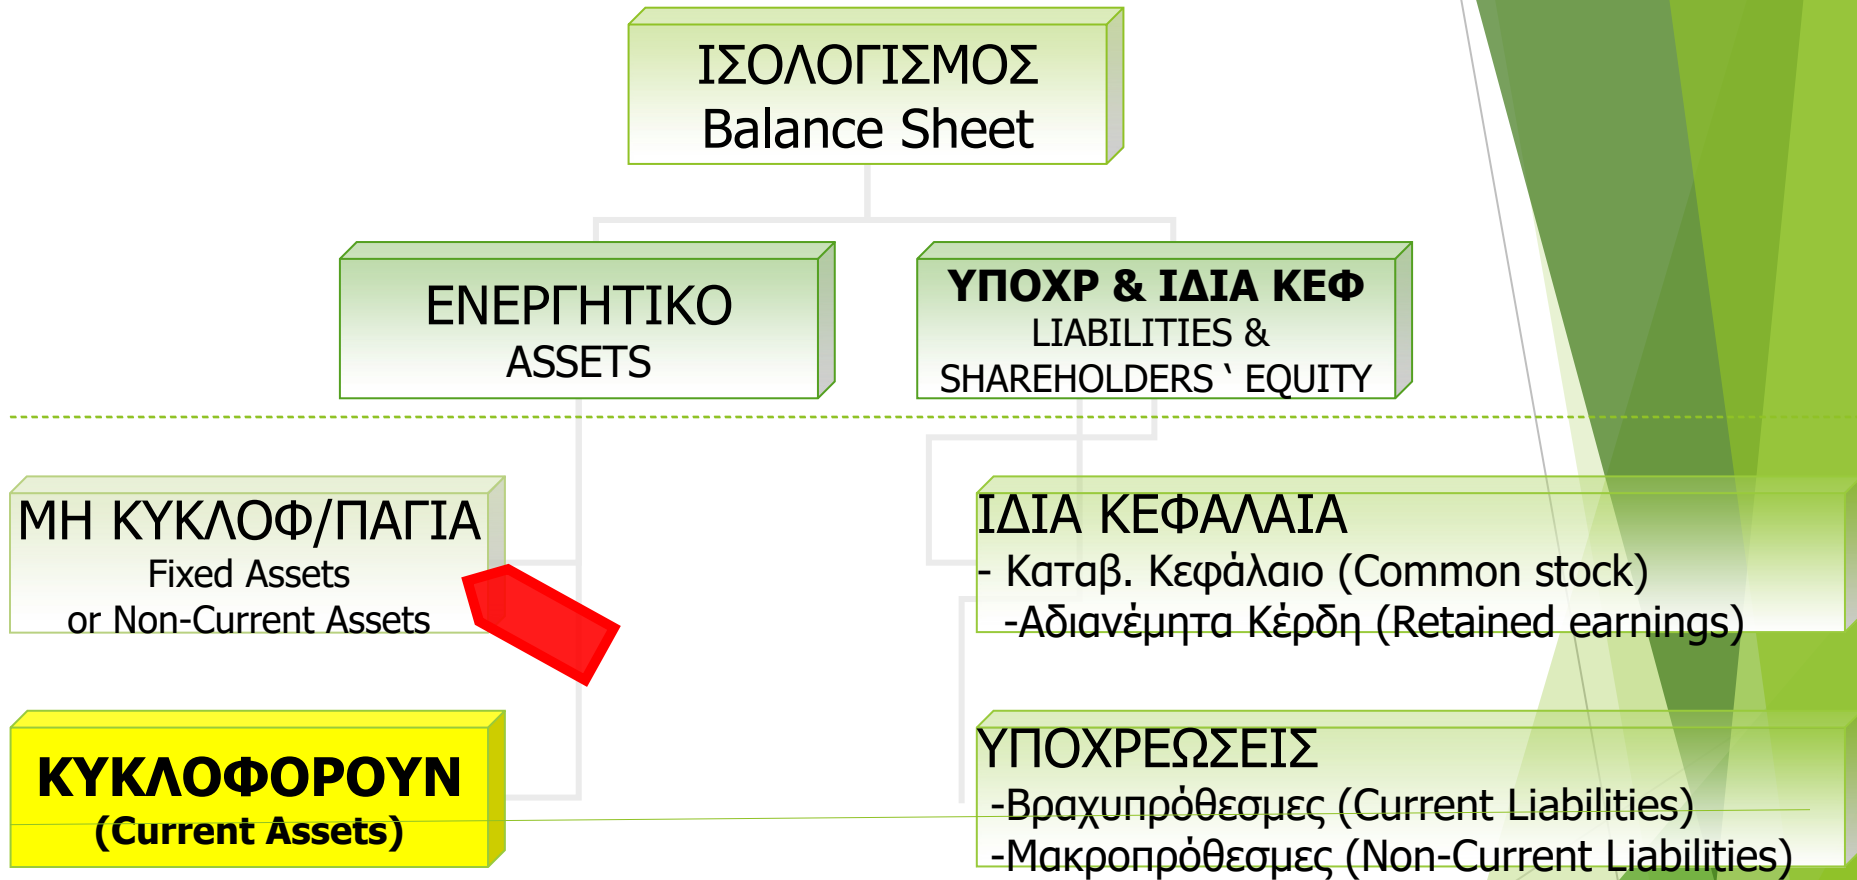 ΙΣΟΛΟΓΙΣΜΟΣ
Balance Sheet
ΕΝΕΡΓΗΤΙΚΟ
ASSETS
ΥΠΟΧΡ & ΙΔΙΑ ΚΕΦ
LIABILITIES &
SHAREHOLDERS ` EQUITY
ΜΗ ΚΥΚΛΟΦ/ΠΑΓΙΑ
Fixed Assets
or Non-Current Assets
ΙΔΙΑ ΚΕΦΑΛΑΙΑ
- Καταβ. Κεφάλαιο (Common stock)
-Αδιανέμητα Κέρδη (Retained earnings)
ΚΥΚΛΟΦΟΡΟΥΝ
(Current Assets)
ΥΠΟΧΡΕΩΣΕΙΣ
-Βραχυπρόθεσμες (Current Liabilities)
-Μακροπρόθεσμες (Non-Current Liabilities)